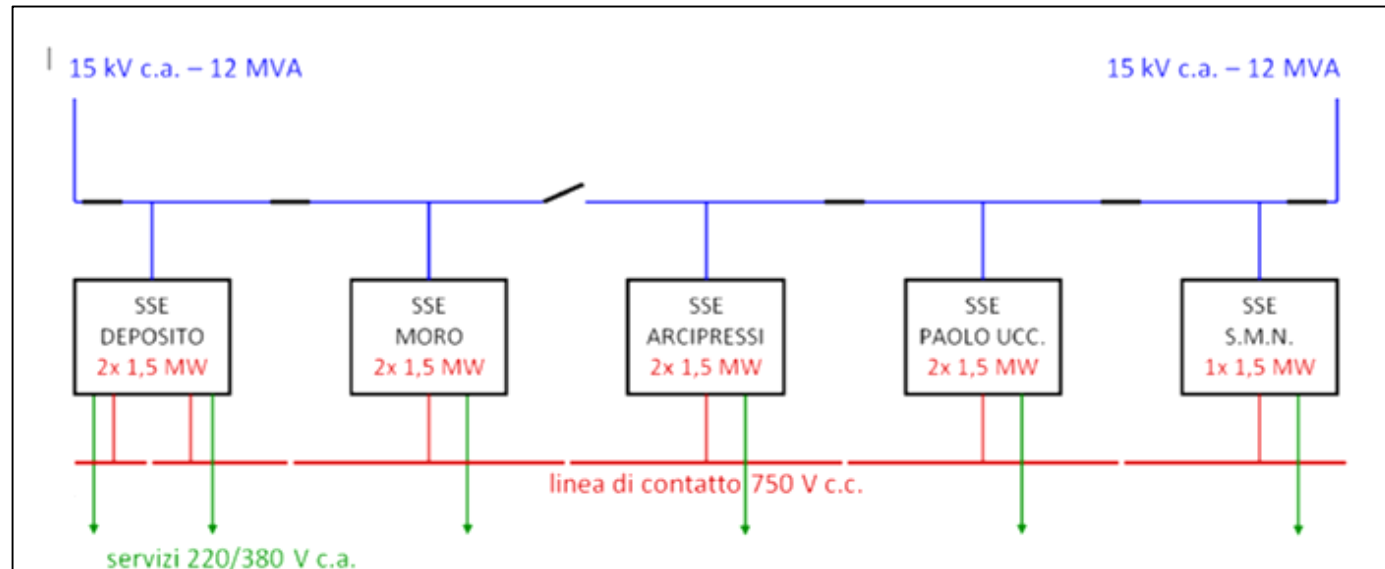 15 kV c.a. – 12 MVA
15 kV c.a. – 12 MVA
SSE
DEPOSITO
2x 1,5 MW
SSE
MORO
2x 1,5 MW
SSE
ARCIPRESSI
2x 1,5 MW
SSE
PAOLO UCC.
2x 1,5 MW
SSE
S.M.N.
1x 1,5 MW
linea di contatto 750 V c.c.
servizi 220/380 V c.a.